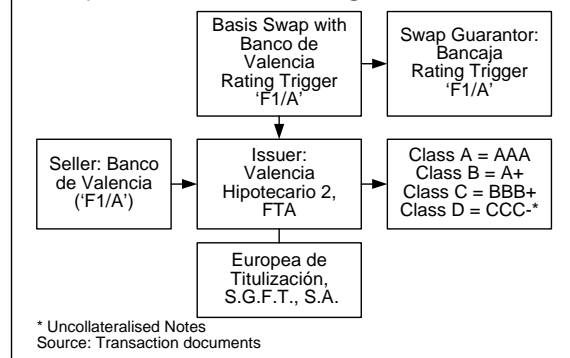 Basis Swap with
Banco de
Valencia
Rating Trigger
‘F1/A’
Swap Guarantor:
Bancaja
Rating Trigger
‘F1/A’
Seller: Banco
de Valencia
(‘F1/A’)
Issuer:
Valencia
Hipotecario 2,
FTA
Class A = AAA
Class B = A+
Class C = BBB+
Class D = CCC-*
Europea de
Titulización,
S.G.F.T., S.A.
* Uncollateralised Notes
Source: Transaction documents